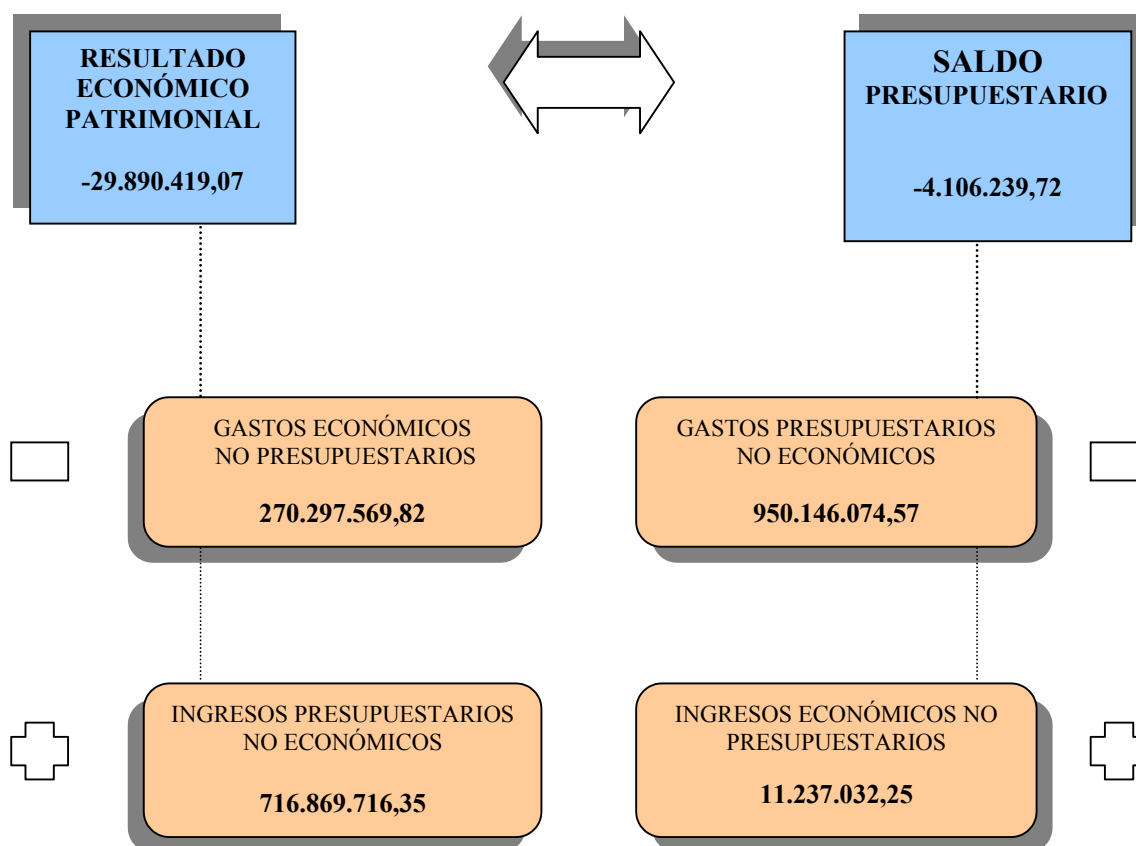 RESULTADO
ECONÓMICO
PATRIMONIAL
-29.890.419,07
SALDO
PRESUPUESTARIO
-4.106.239,72
GASTOS ECONÓMICOS
NO PRESUPUESTARIOS
270.297.569,82
GASTOS PRESUPUESTARIOS
NO ECONÓMICOS
950.146.074,57
INGRESOS PRESUPUESTARIOS
NO ECONÓMICOS
716.869.716,35
INGRESOS ECONÓMICOS NO
PRESUPUESTARIOS
11.237.032,25